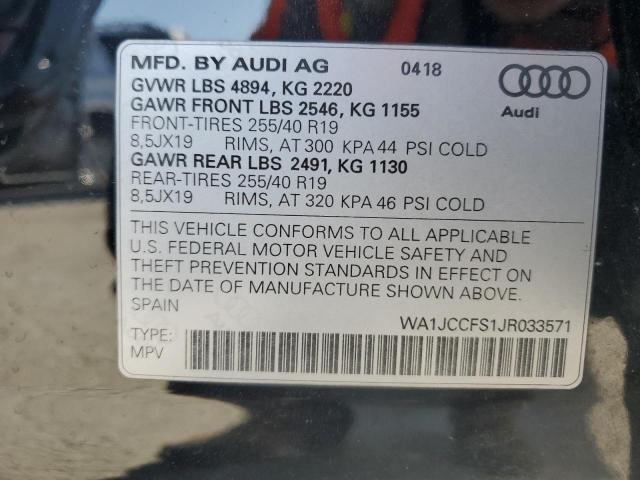 MFD. BY AUDI AG 0418
GVWR LBS 4894, KG 2220
GAWR FRONT LBS 2546, KG 1155
FRONT-TIRES 255/40 R19
8,5JX19 RIMS, AT 300 KPA 44 PSI COLD
GAWR REAR LBS 2491, KG 1130
REAR-TIRES 255/40 R19
8,5JX19 RIMS, AT 320 KPA 46 PSI COLD
Audi
THIS VEHICLE CONFORMS TO ALL APPLICABLE
U.S. FEDERAL MOTOR VEHICLE SAFETY AND
THEFT PREVENTION STANDARDS IN EFFECT ON
THE DATE OF MANUFACTURE SHOWN ABOVE.
SPAIN
WA1JCCFS1JR033571
TYPE:
MPV